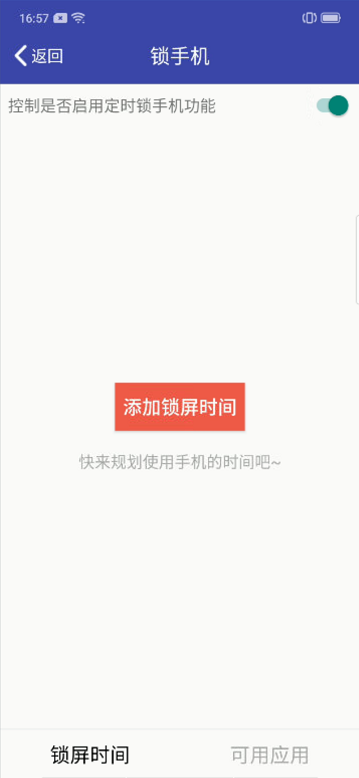 16:57
返回
锁手机
控制是否启用定时锁手机功能
添加锁屏时间
快来规划使用手机的时间吧~
锁屏时间 可用应用